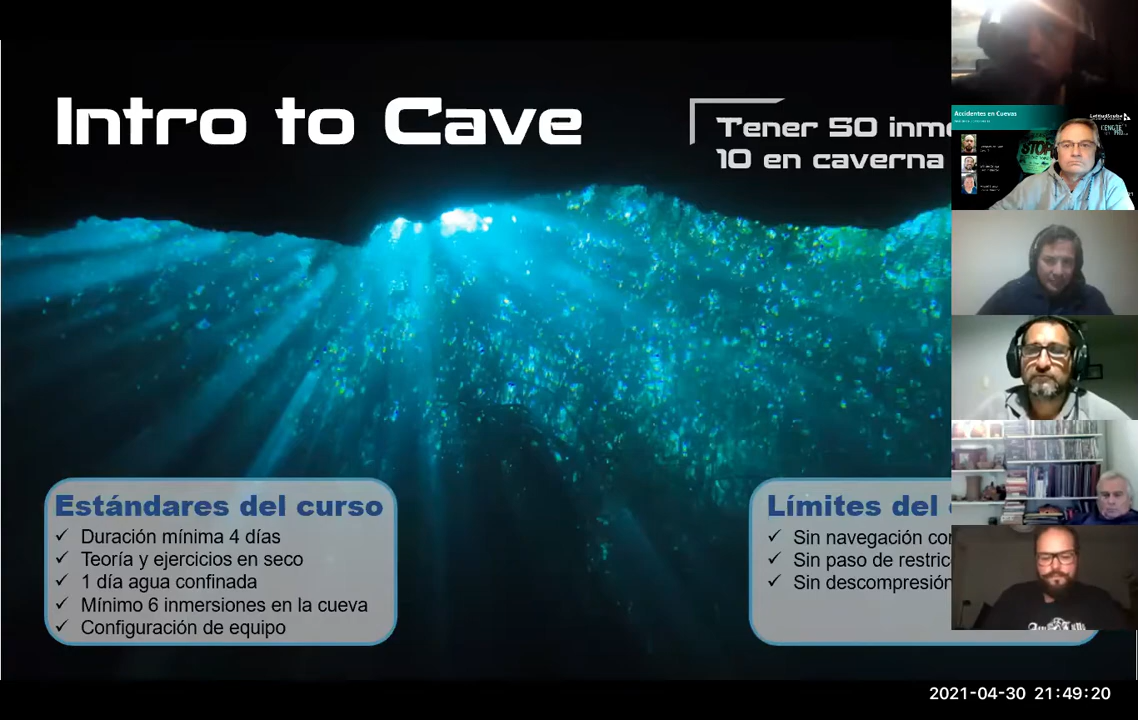 Intro to Cave
Tener 50 inme
10 en caverna
Accidentes en Cuevas
STOP
Estándares del curso
✓ Duración mínima 4 días
✓ Teoría y ejercicios en seco
✓ 1 día agua confinada
✓ Mínimo 6 inmersiones en la cueva
✓ Configuración de equipo
Límites del
✓ Sin navegación co
✓ Sin paso de restric
✓ Sin descompresión
2021-04-30 21:49:20